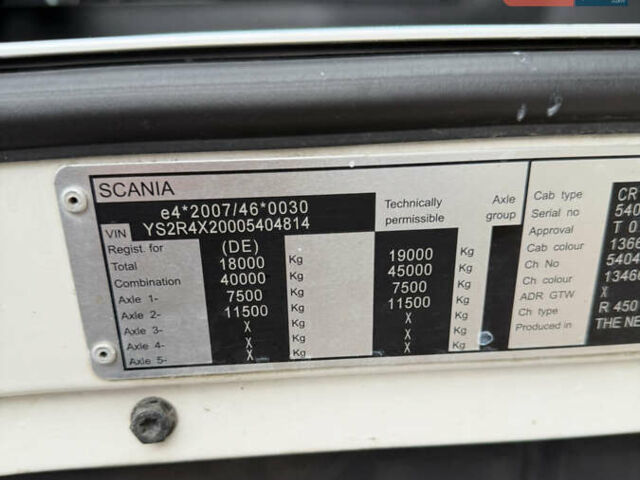 SCANIA
e4*2007/46*0030
VIN YS2R4X20005404814
Technically permissible
Axle group
Regist. for (DE)
Total 18000 Kg 19000 Kg
Combination 40000 Kg 45000 Kg
Axle 1- 7500 Kg 7500 Kg
Axle 2- 11500 Kg 11500 Kg
Axle 3- X Kg X Kg
Axle 4- X Kg X Kg
Axle 5- X Kg X Kg
Cab type CR
Serial no 540
Approval T 0
Cab colour 1366
Ch No 5404
Ch colour 1346
ADR GTW X
Ch type R 450
Produced in THE NE
.com